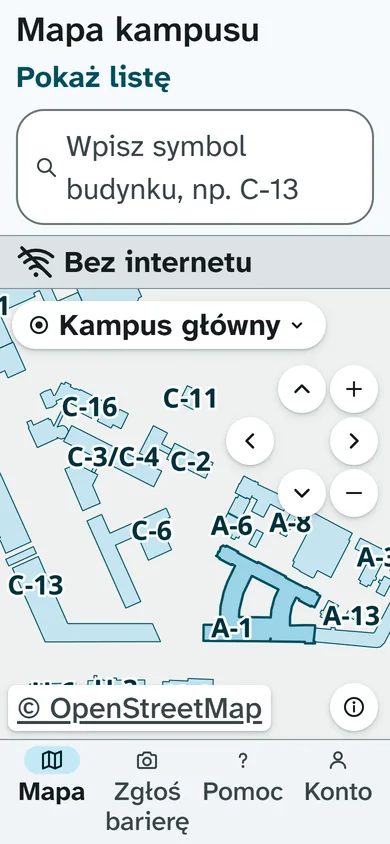 Mapa kampusu
Pokaż listę
Wpisz symbol
budynku, np. C-13
Bez internetu
Kampus główny
C-16
C-11
C-3/C-4
C-2
C-6
A-6
A-8
C-13
A-13
A-1
© OpenStreetMap
Mapa
Zgłoś
barierę
Pomoc
Konto